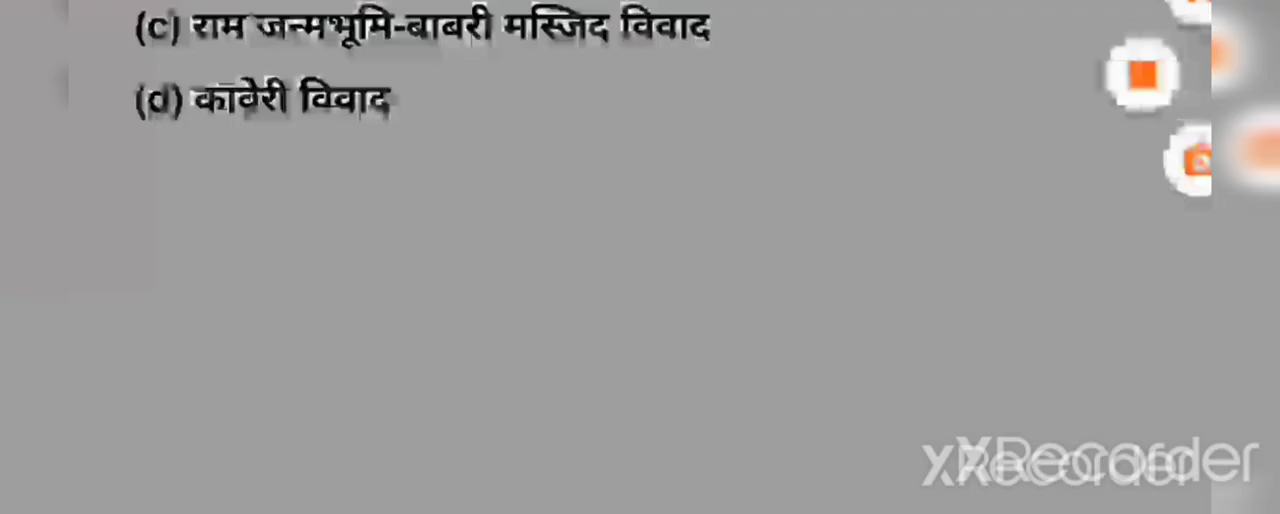 (c) राम जन्मभूमि-बाबरी मस्जिद विवाद
(d) कावेरी विवाद
XRecorder